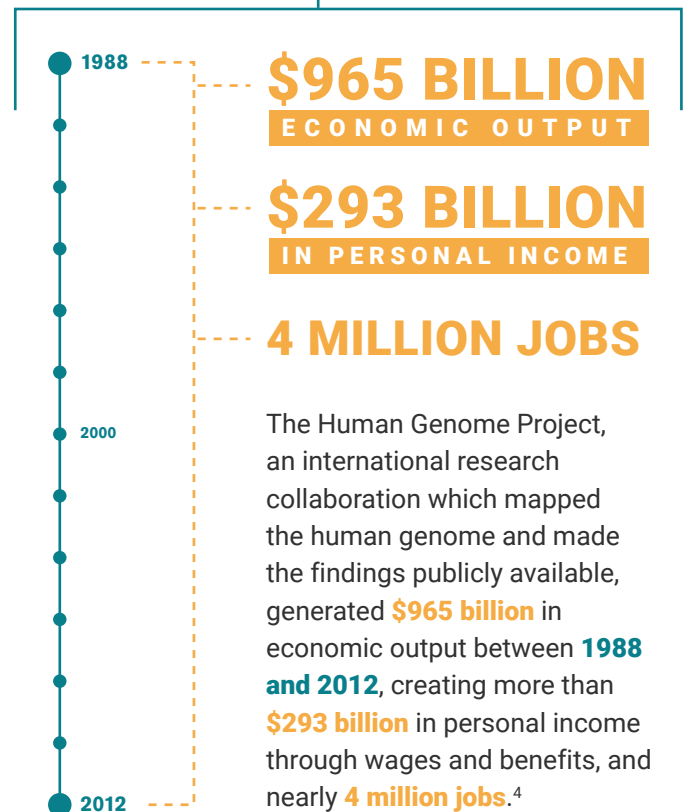 1988
2000
2012
$965 BILLION
ECONOMIC OUTPUT
$293 BILLION
IN PERSONAL INCOME
4 MILLION JOBS
The Human Genome Project,
an international research
collaboration which mapped
the human genome and made
the findings publicly available,
generated $965 billion in
economic output between 1988
and 2012, creating more than
$293 billion in personal income
through wages and benefits, and
nearly 4 million jobs.⁴